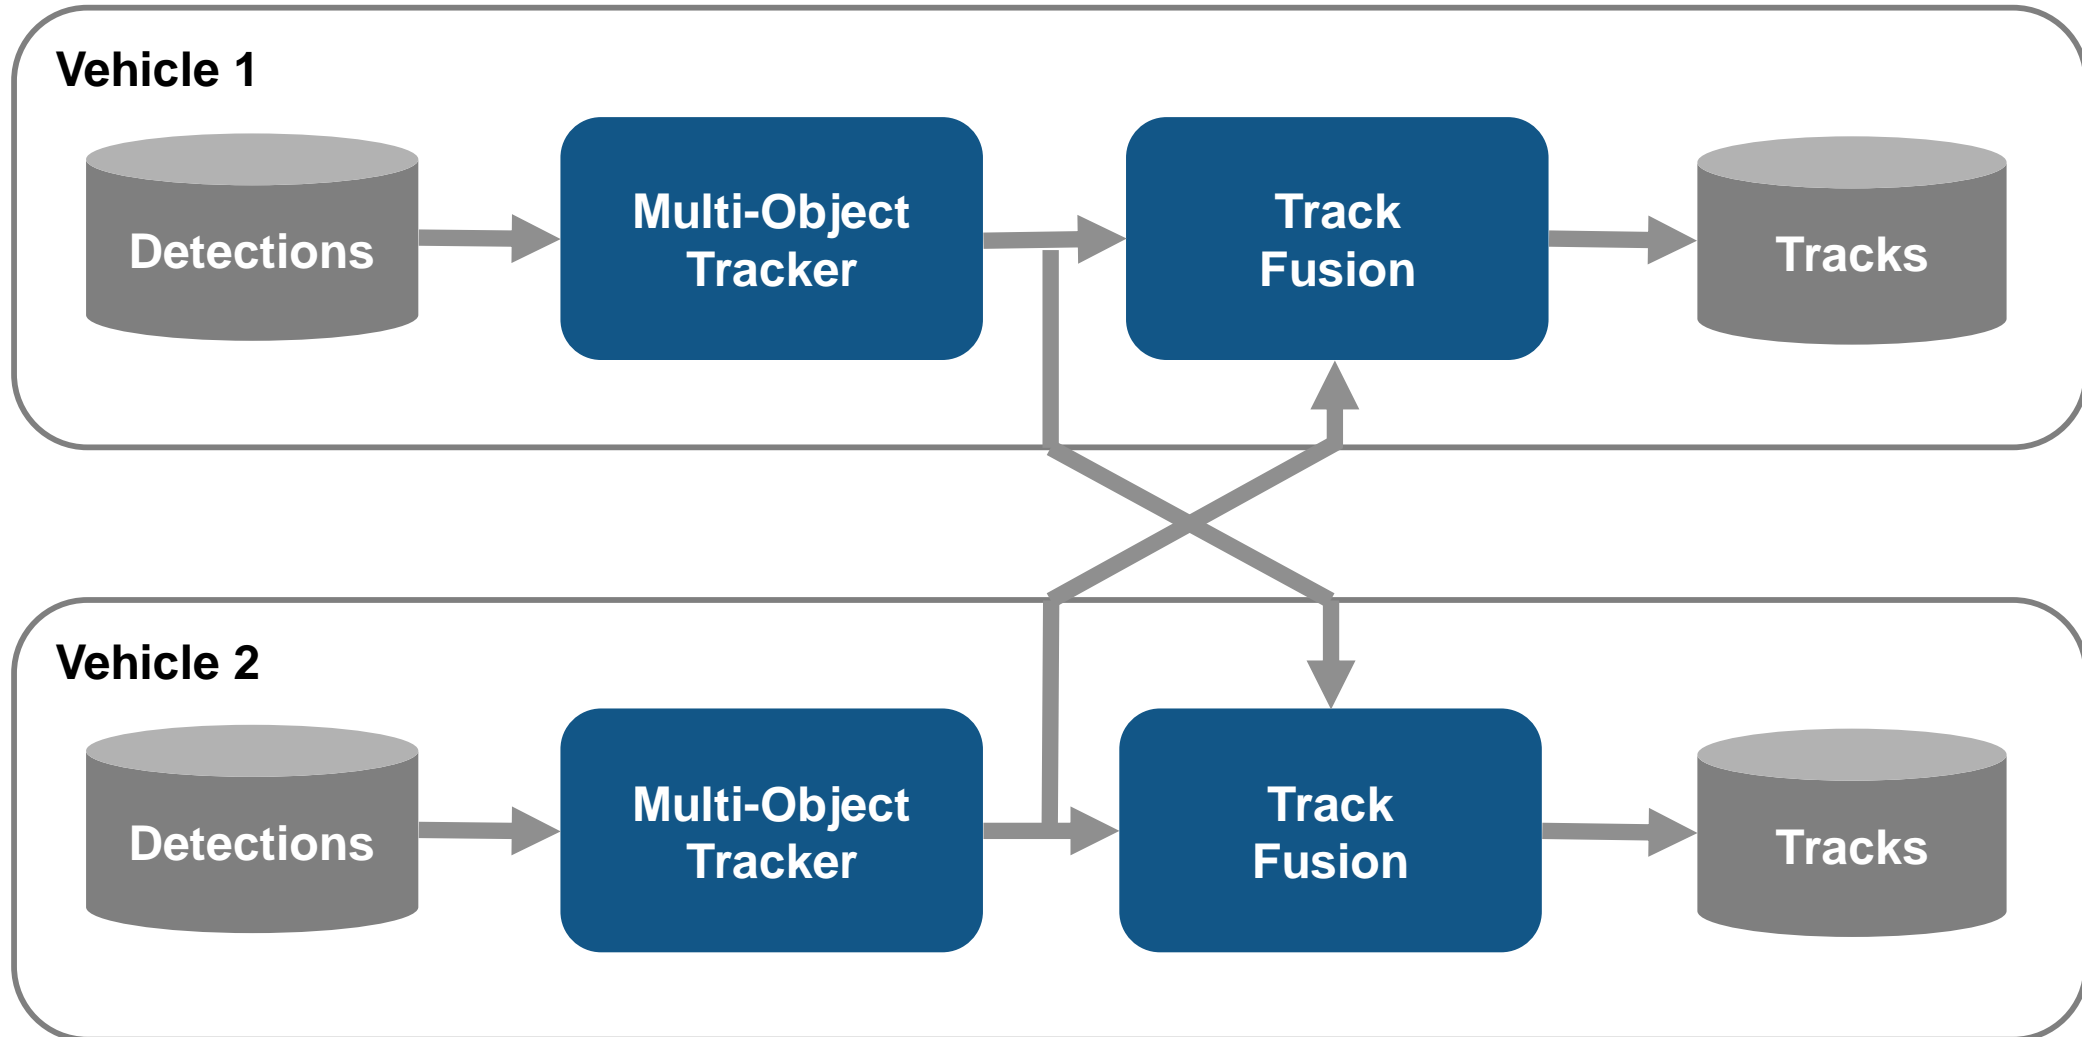 Vehicle 1
Detections
Multi-Object
Tracker
Track
Fusion
Tracks
Vehicle 2
Detections
Multi-Object
Tracker
Track
Fusion
Tracks